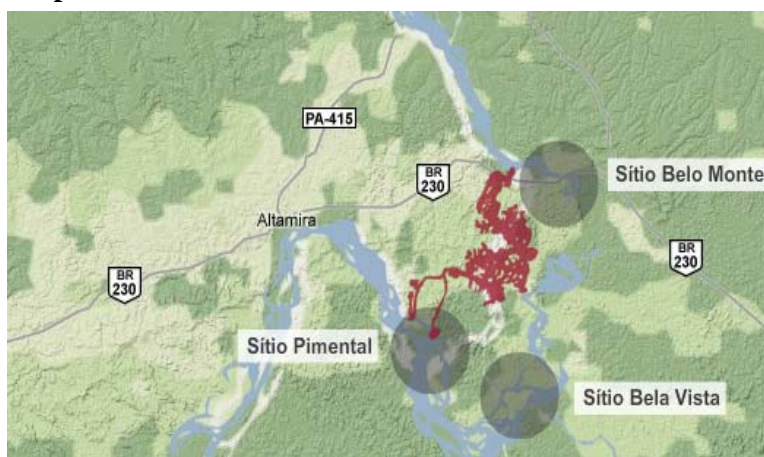 PA-415
BR
230
Sítio Belo Monte
Altamira
BR
230
BR
230
Sítio Pimental
Sítio Bela Vista